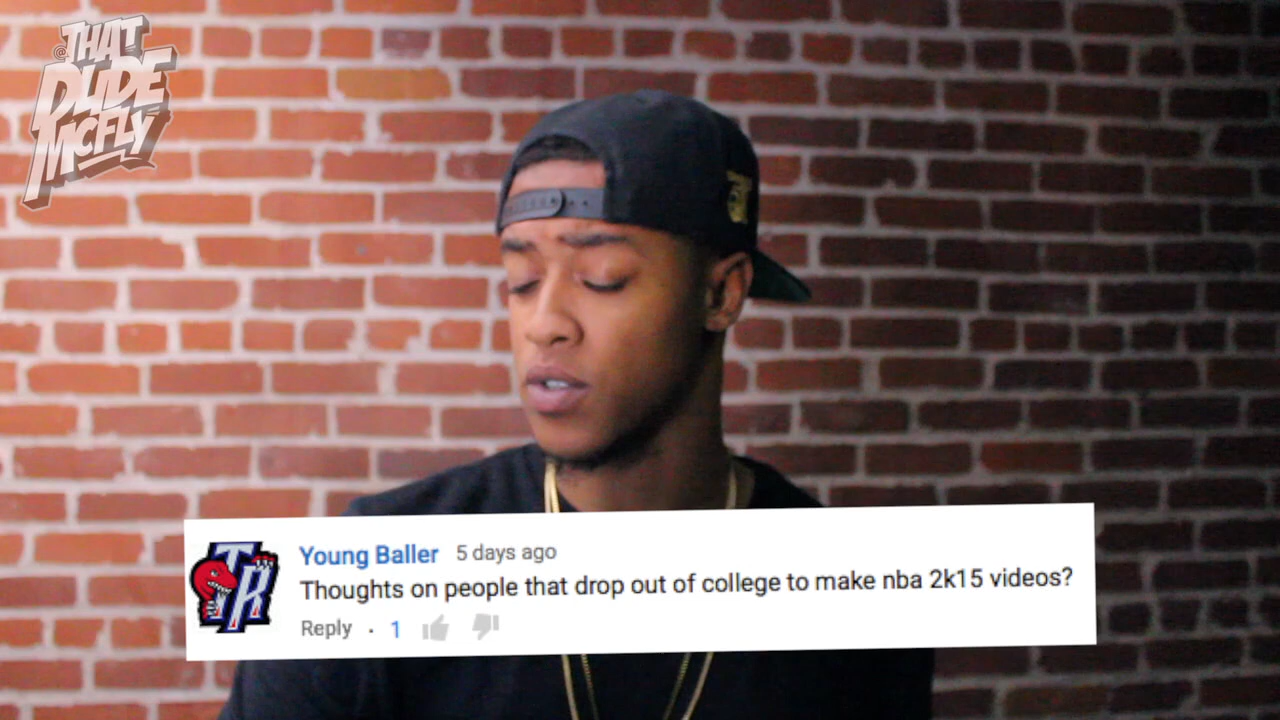 @THAT
DUDE
MCFLY
Young Baller 5 days ago
Thoughts on people that drop out of college to make nba 2k15 videos?
Reply · 1
TR